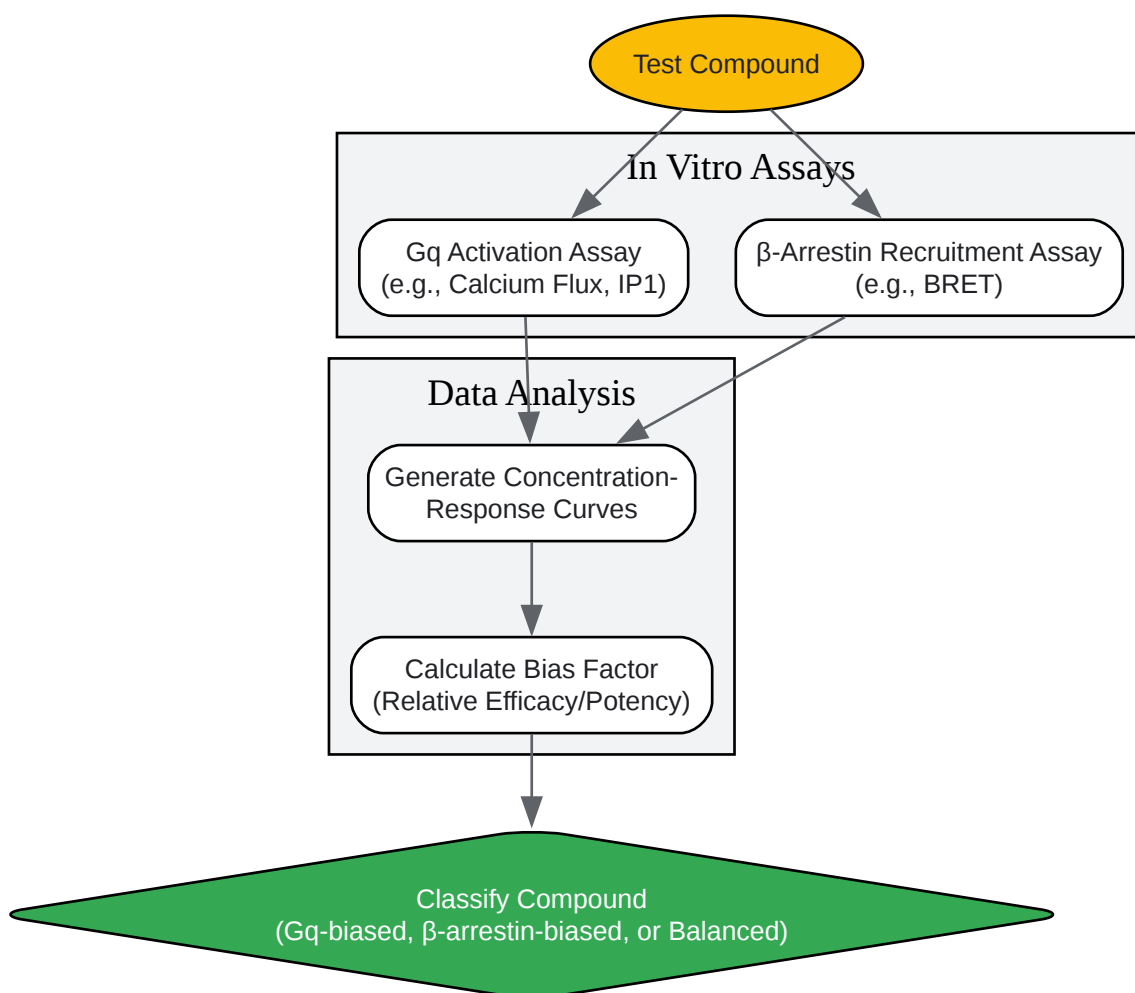 Test Compound
In Vitro Assays
Gq Activation Assay
(e.g., Calcium Flux, IP1)
β-Arrestin Recruitment Assay
(e.g., BRET)
Data Analysis
Generate Concentration-
Response Curves
Calculate Bias Factor
(Relative Efficacy/Potency)
Classify Compound
(Gq-biased, β-arrestin-biased, or Balanced)